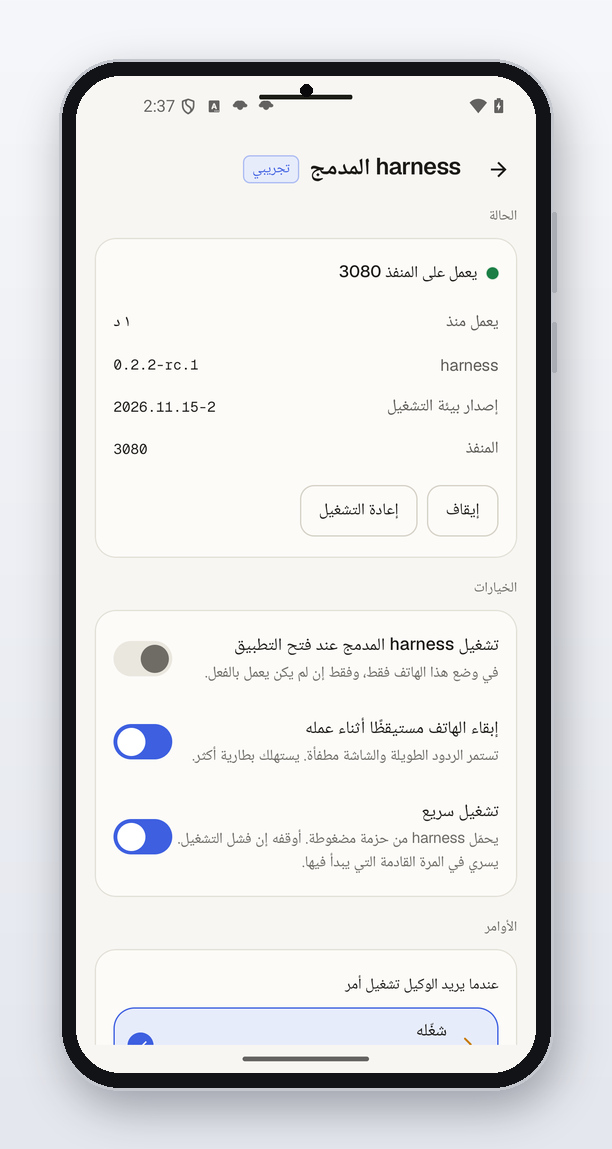 2:37
harness المدمج تجريبي
الحالة
يعمل على المنفذ 3080
يعمل منذ ١ د
harness 0.2.2-rc.1
إصدار بيئة التشغيل 2026.11.15-2
المنفذ 3080
إيقاف إعادة التشغيل
الخيارات
تشغيل harness المدمج عند فتح التطبيق
في وضع هذا الهاتف فقط، وفقط إن لم يكن يعمل بالفعل.
إبقاء الهاتف مستيقظًا أثناء عمله
تستمر الردود الطويلة والشاشة مطفأة. يستهلك بطارية أكثر.
تشغيل سريع
يحمّل harness من حزمة مضغوطة. أوقفه إن فشل التشغيل.
يسري في المرة القادمة التي يبدأ فيها.
الأوامر
عندما يريد الوكيل تشغيل أمر
شغّله